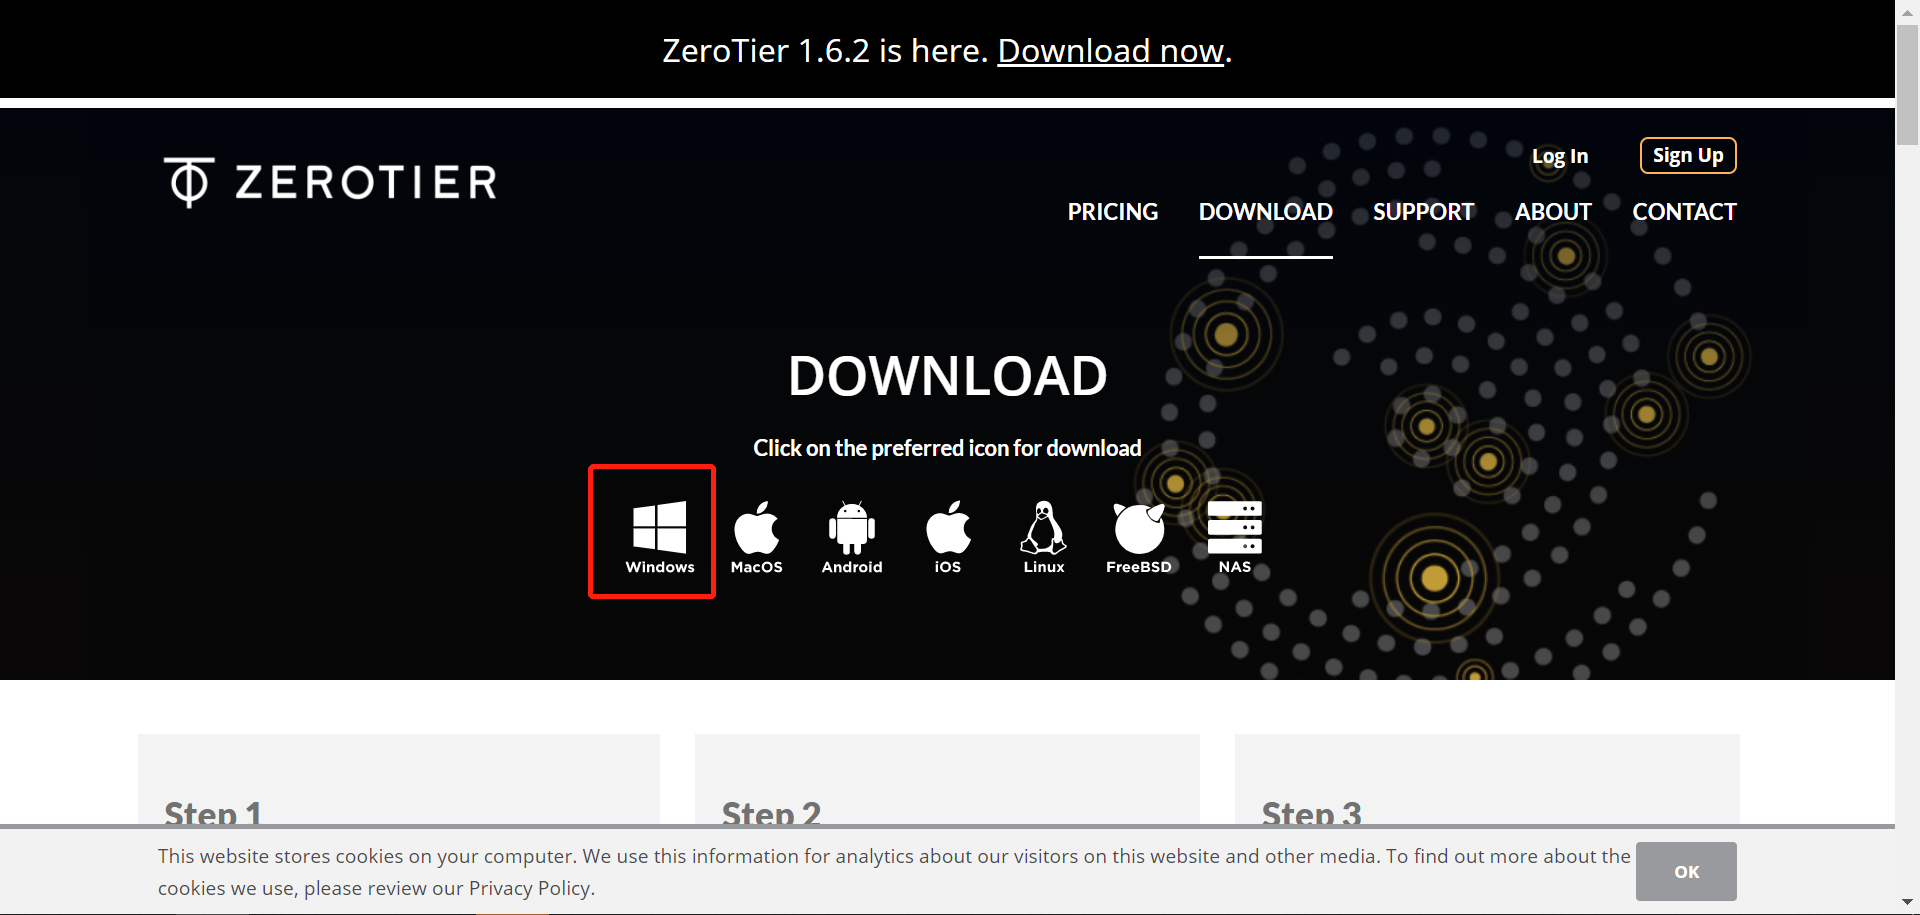 ZeroTier 1.6.2 is here. Download now.
ZEROTIER
Log In
Sign Up
PRICING
DOWNLOAD
SUPPORT
ABOUT
CONTACT
DOWNLOAD
Click on the preferred icon for download
Windows
MacOS
Android
iOS
Linux
FreeBSD
NAS
Step 1
Step 2
Step 3
This website stores cookies on your computer. We use this information for analytics about our visitors on this website and other media. To find out more about the
cookies we use, please review our Privacy Policy.
OK